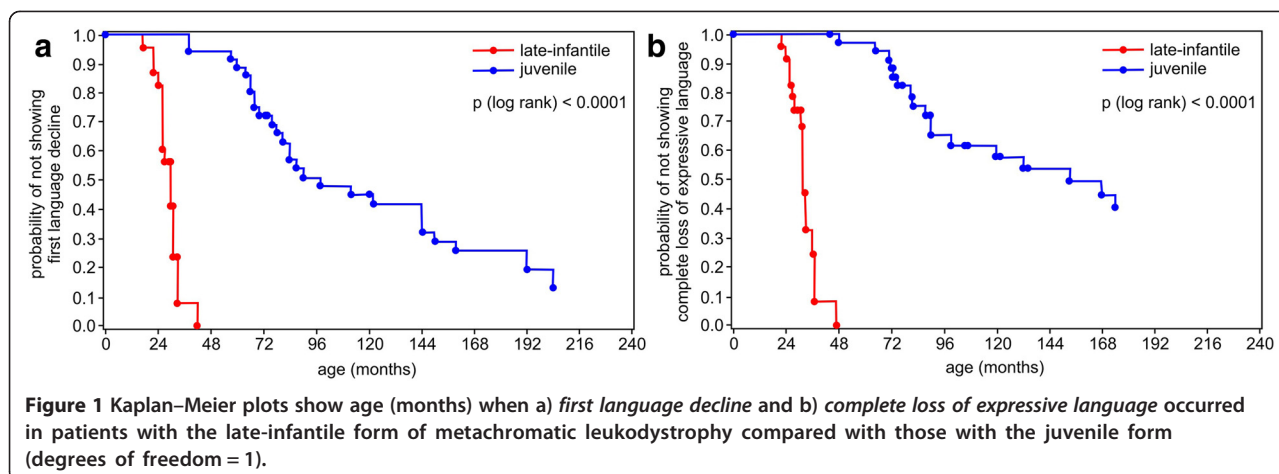 a
probability of not showing
first language decline
1.0
0.9
0.8
0.7
0.6
0.5
0.4
0.3
0.2
0.1
0.0
0 24 48 72 96 120 144 168 192 216 240
age (months)
late-infantile
juvenile
p (log rank) < 0.0001
b
probability of not showing
complete loss of expressive language
1.0
0.9
0.8
0.7
0.6
0.5
0.4
0.3
0.2
0.1
0.0
0 24 48 72 96 120 144 168 192 216 240
age (months)
late-infantile
juvenile
p (log rank) < 0.0001
Figure 1 Kaplan–Meier plots show age (months) when a) first language decline and b) complete loss of expressive language occurred
in patients with the late-infantile form of metachromatic leukodystrophy compared with those with the juvenile form
(degrees of freedom = 1).